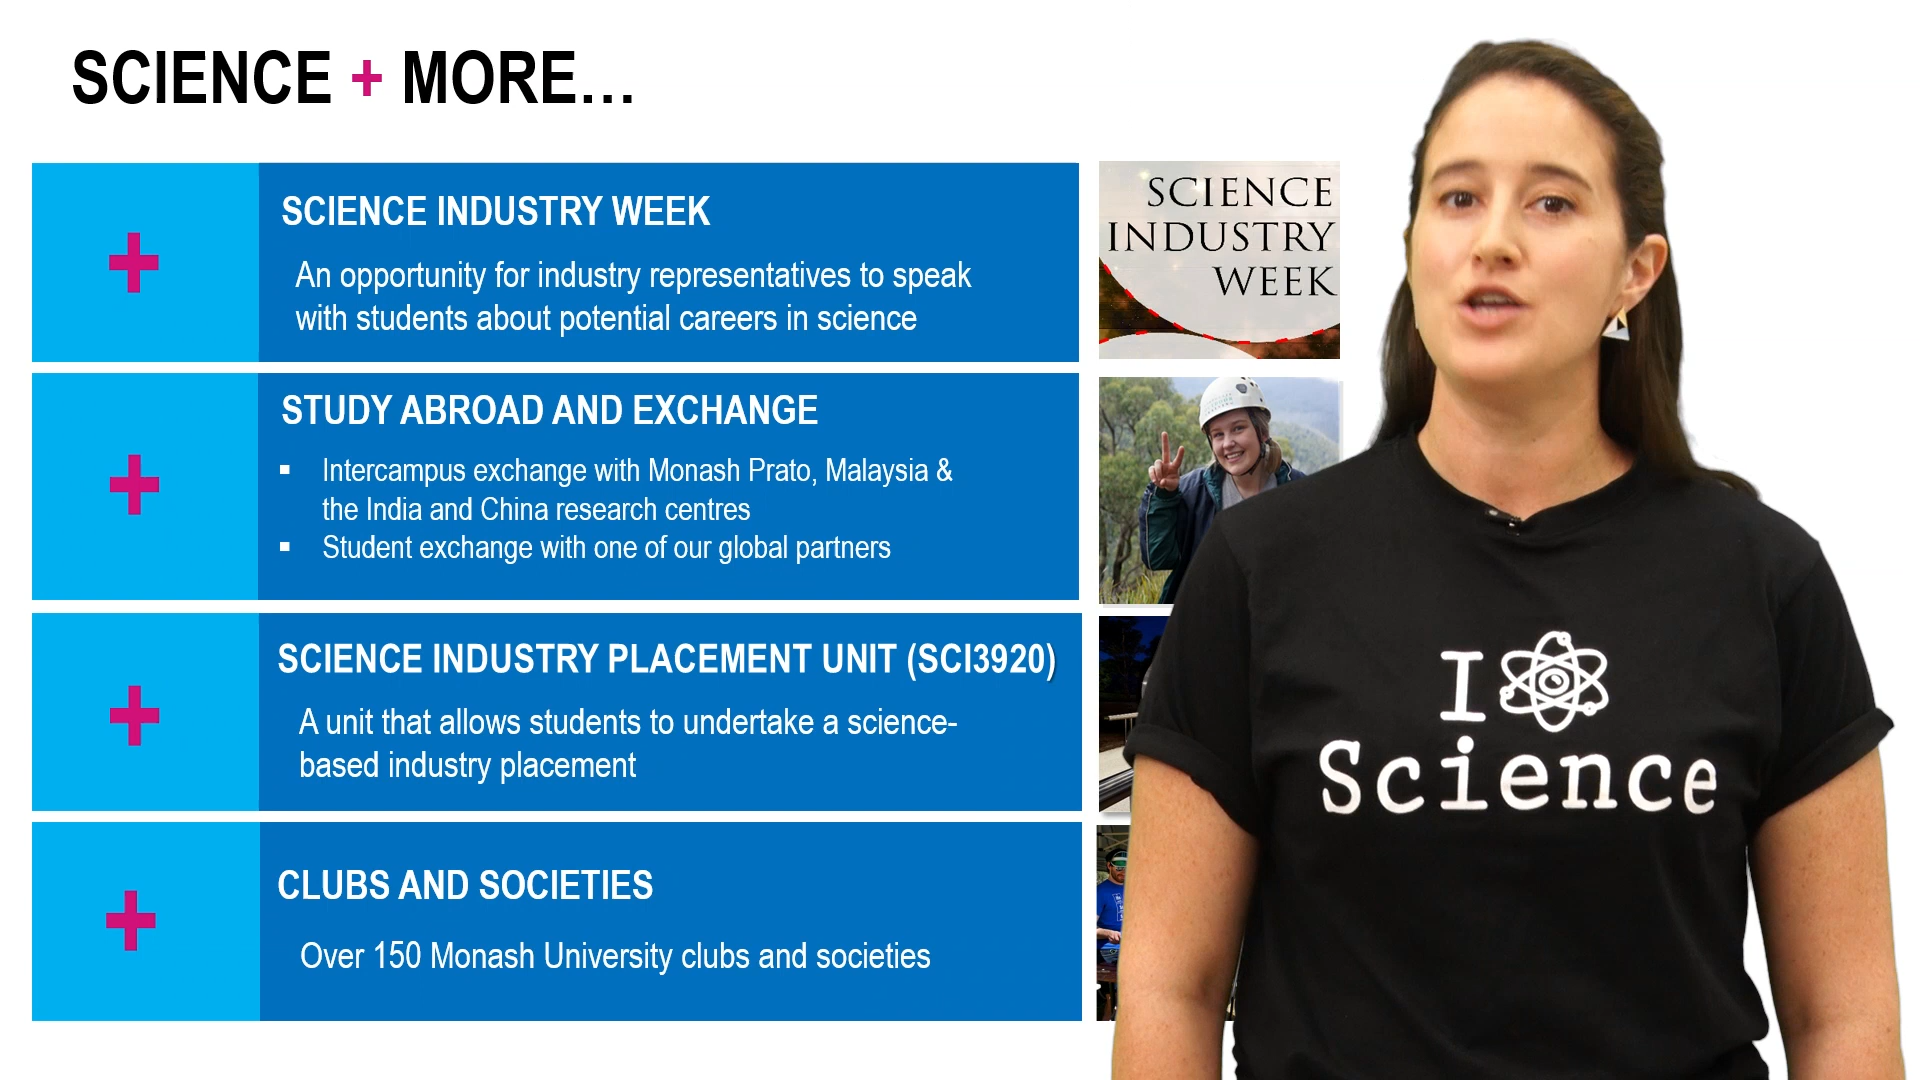 SCIENCE + MORE...
+
SCIENCE INDUSTRY WEEK
An opportunity for industry representatives to speak
with students about potential careers in science
SCIENCE
INDUSTRY
WEEK
+
STUDY ABROAD AND EXCHANGE
▪ Intercampus exchange with Monash Prato, Malaysia &
the India and China research centres
▪ Student exchange with one of our global partners
+
SCIENCE INDUSTRY PLACEMENT UNIT (SCI3920)
A unit that allows students to undertake a science-
based industry placement
+
CLUBS AND SOCIETIES
Over 150 Monash University clubs and societies
I
Science